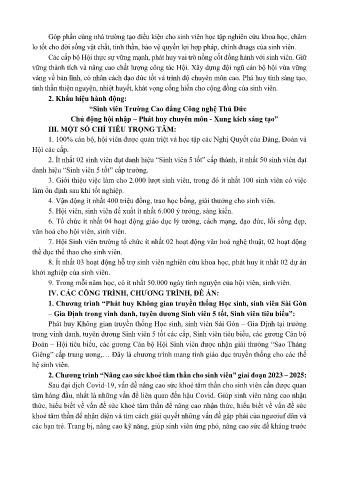 Góp phần cùng nhà trường tạo điều kiện cho sinh viên học tập nghiên cứu khoa học, chăm
lo tốt cho đời sống vật chất, tinh thần, bảo vệ quyền lợi hợp pháp, chính đnags của sinh viên.
Các cấp bộ Hội thực sự vững mạnh, phát huy vai trò nòng cốt đồng hành với sinh viên. Giữ
vững thành tích và nâng cao chất lượng công tác Hội. Xây dựng đội ngũ cán bộ hội vừa vững
vàng về bản lĩnh, có nhân cách đạo đức tốt và trình độ chuyên môn cao. Phá huy tính sáng tạo,
tinh thần thiện nguyện, nhiệt huyết, khát vọng cống hiến cho cộng đồng của sinh viên.
2. Khẩu hiệu hành động:
“Sinh viên Trường Cao đẳng Công nghệ Thủ Đức
Chủ động hội nhập – Phát huy chuyên môn - Xung kích sáng tạo”
III. MỘT SỐ CHỈ TIÊU TRỌNG TÂM:
1. 100% cán bộ, hội viên được quán triệt và học tập các Nghị Quyết của Đảng, Đoàn và
Hội các cấp.
2. Ít nhất 02 sinh viên đạt danh hiệu “Sinh viên 5 tốt” cấp thành, ít nhất 50 sinh viên đạt
danh hiệu “Sinh viên 5 tốt” cấp trường.
3. Giới thiệu việc làm cho 2.000 lượt sinh viên, trong đó ít nhất 100 sinh viên có việc
làm ổn định sau khi tốt nghiệp.
4. Vận động ít nhất 400 triệu đồng, trao học bổng, giải thưởng cho sinh viên.
5. Hội viên, sinh viên đề xuất ít nhất 6.000 ý tưởng, sáng kiến.
6. Tổ chức ít nhất 04 hoạt động giáo dục lý tưởng, cách mạng, đạo đức, lối sống đẹp,
văn hoá cho hội viên, sinh viên.
7. Hội Sinh viên trường tổ chức ít nhất 02 hoạt động văn hoá nghệ thuật, 02 hoạt động
thể dục thể thao cho sinh viên.
8. Ít nhất 03 hoạt động hỗ trợ sinh viên nghiên cứu khoa học, phát huy ít nhất 02 dự án
khởi nghiệp của sinh viên.
9. Trong mỗi năm học, có ít nhất 50.000 ngày tình nguyện của hội viên, sinh viên.
IV. CÁC CÔNG TRÌNH, CHƯƠNG TRÌNH, ĐỀ ÁN:
1. Chương trình “Phát huy Không gian truyền thống Học sinh, sinh viên Sài Gòn
– Gia Định trong vinh danh, tuyên dương Sinh viên 5 tốt, Sinh viên tiêu biểu”:
Phát huy Không gian truyền thống Học sinh, sinh viên Sài Gòn – Gia Định tại trường
trong vinh danh, tuyên dương Sinh viên 5 tốt các cấp, Sinh viên tiêu biểu, các gương Cán bộ
Đoàn – Hội tiêu biểu, các gương Cán bộ Hội Sinh viên được nhận giải thưởng “Sao Tháng
Giêng” cấp trung ương,… Đây là chương trình mang tính giáo dục truyền thống cho các thế
hệ sinh viên.
2. Chương trình “Nâng cao sức khoẻ tâm thần cho sinh viên” giai đoạn 2023 – 2025:
Sau đại dịch Covid-19, vấn đề nâng cao sức khoẻ tâm thần cho sinh viên cần được quan
tâm hàng đầu, nhất là những vấn đề liên quan đến hậu Covid. Giúp sinh viên nâng cao nhận
thức, hiểu biết về vấn đề sức khoẻ tâm thần để nâng cao nhận thức, hiểu biết về vấn đề sức
khoẻ tâm thần để nhận diện và tìm cách giải quyết những vấn đề gặp phải của ngươiuf dân và
các bạn trẻ. Trang bị, nâng cao kỹ năng, giúp sinh viên ứng phó, nâng cao sức đề kháng trước